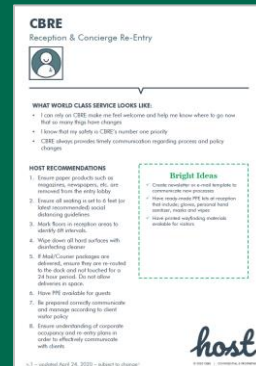 CBRE
Reception & Concierge Re-Entry
WHAT WORLD CLASS SERVICE LOOKS LIKE:
• I can rely on CBRE make me feel welcome and help me know where to go now
that so many things have changes
• I know that my safety is CBRE's number one priority
• CBRE always provides timely communication regarding process and policy
changes
HOST RECOMMENDATIONS
1. Ensure paper products such as
magazines, newspapers, etc. are
removed from the entry lobby
2. Ensure all seating is set to 6 feet (or
latest recommended) social
distancing guidelines
3. Mark floors in reception areas to
identify 6ft intervals.
4. Wipe down all hard surfaces with
disinfecting cleaner
5. If Mail/Courier packages are
delivered, ensure they are re-routed
to the dock and not touched for a
24 hour period. Do not allow
deliveries in space.
6. Have PPE available for guests
7. Be prepared correctly communicate
and manage according to client
visitor policy
8. Ensure understanding of corporate
occupancy and re-entry plans in
order to effectively communicate
with clients
Bright Ideas
✓ Create newsletter or e-mail template to
communicate new processes
✓ Have ready-made PPE kits at reception
that include; gloves, personal hand
sanitizer, masks and wipes
✓ Have printed wayfinding materials
available for visitors
host
v.1 – updated April 24, 2020 – subject to change